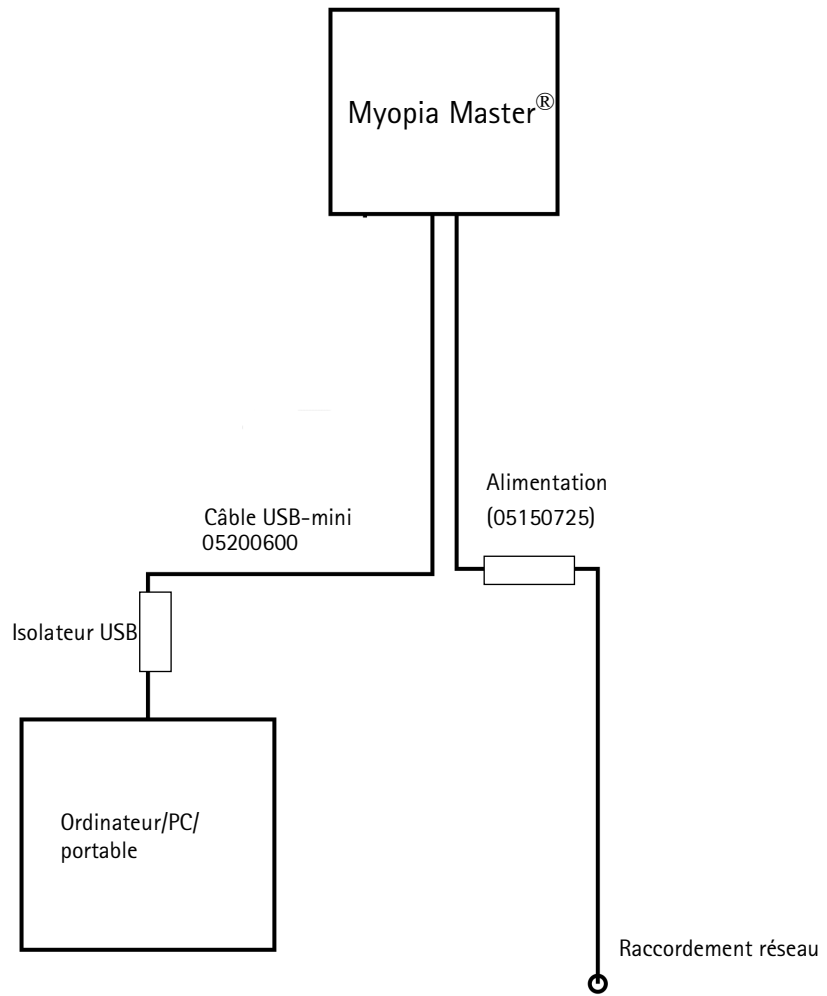 Myopia Master®
Alimentation
(05150725)
Câble USB-mini
05200600
Isolateur USB
Ordinateur/PC/
portable
Raccordement réseau